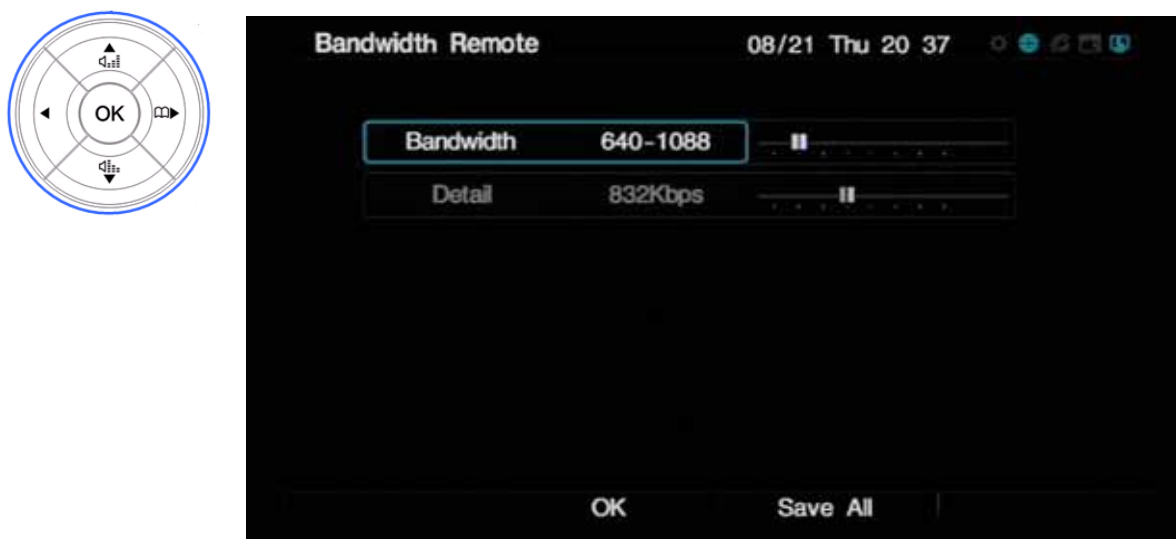 OK
Bandwidth Remote 08/21 Thu 20 37
Bandwidth 640-1088
Detail 832Kbps
OK Save All